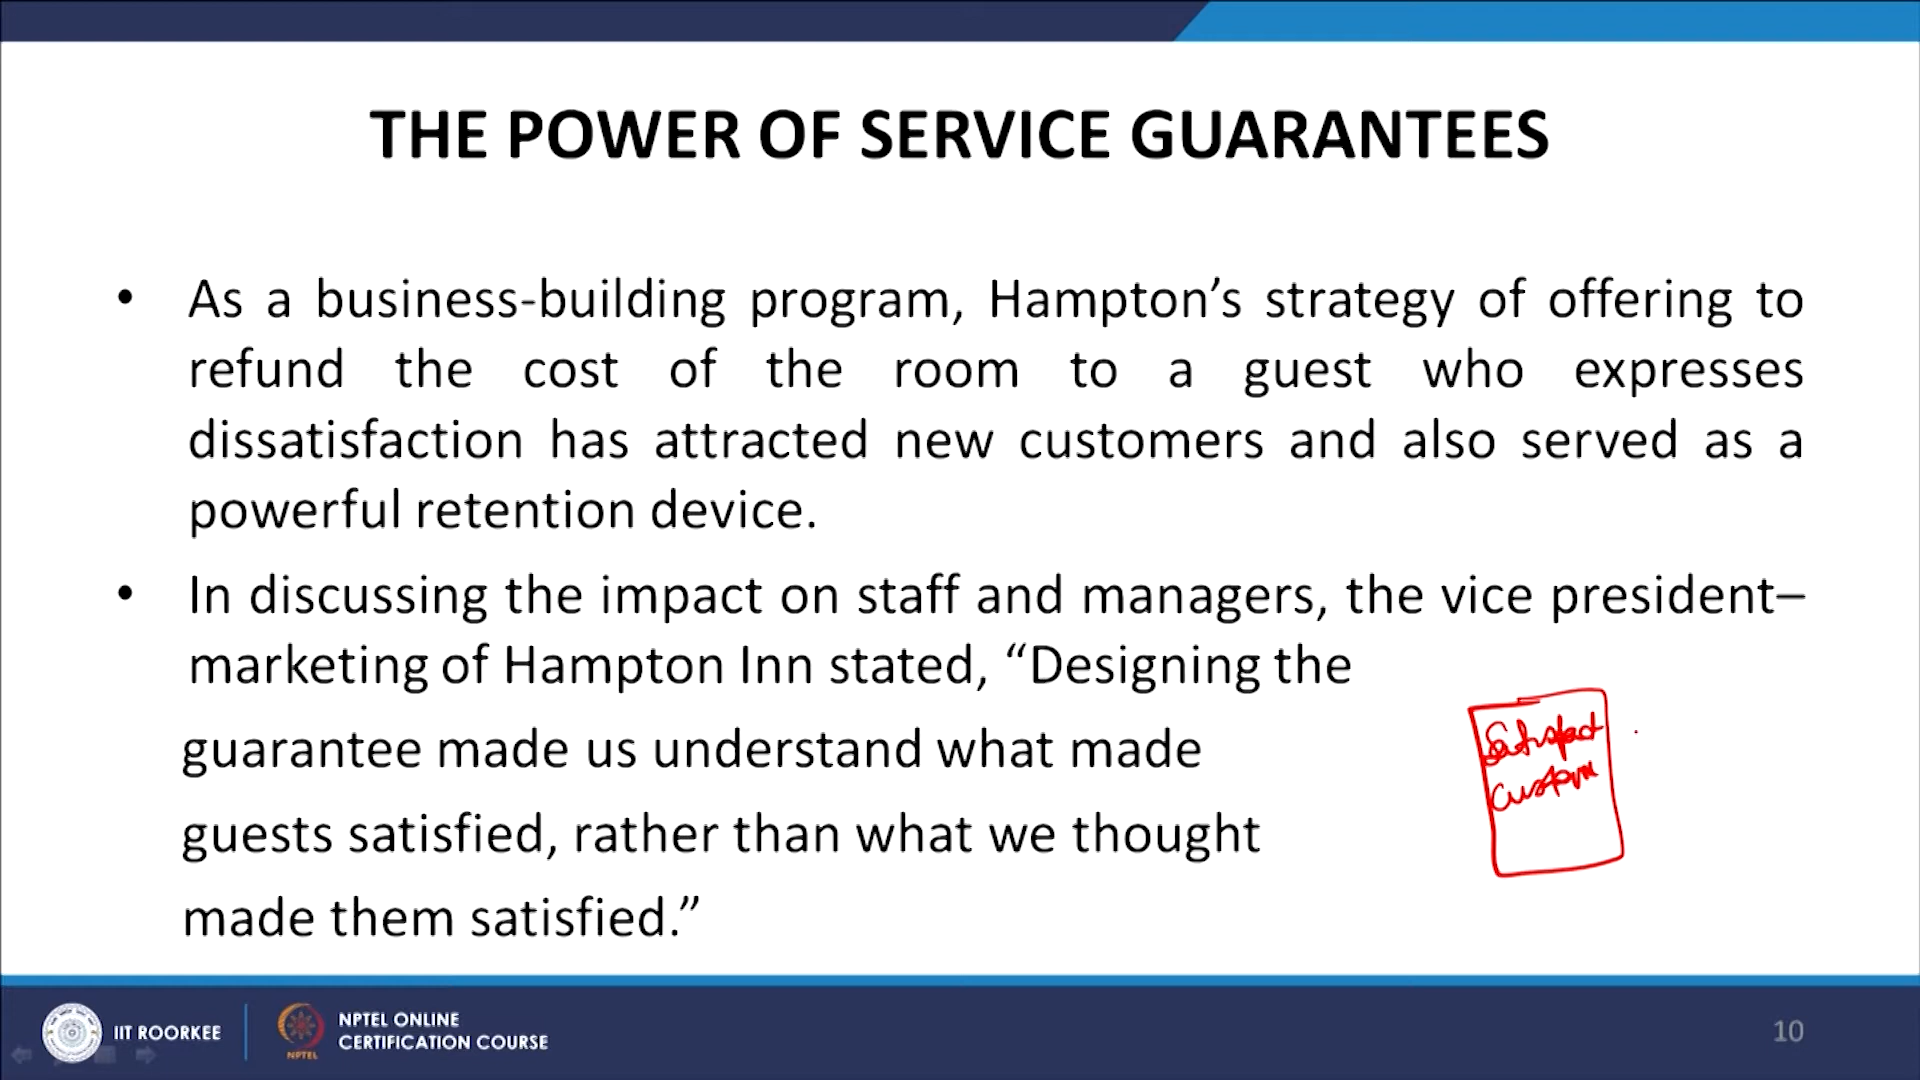 THE POWER OF SERVICE GUARANTEES
• As a business-building program, Hampton’s strategy of offering to
refund the cost of the room to a guest who expresses
dissatisfaction has attracted new customers and also served as a
powerful retention device.
• In discussing the impact on staff and managers, the vice president–
marketing of Hampton Inn stated, “Designing the
guarantee made us understand what made
guests satisfied, rather than what we thought
made them satisfied.”
IIT ROORKEE
NPTEL
NPTEL ONLINE
CERTIFICATION COURSE
10